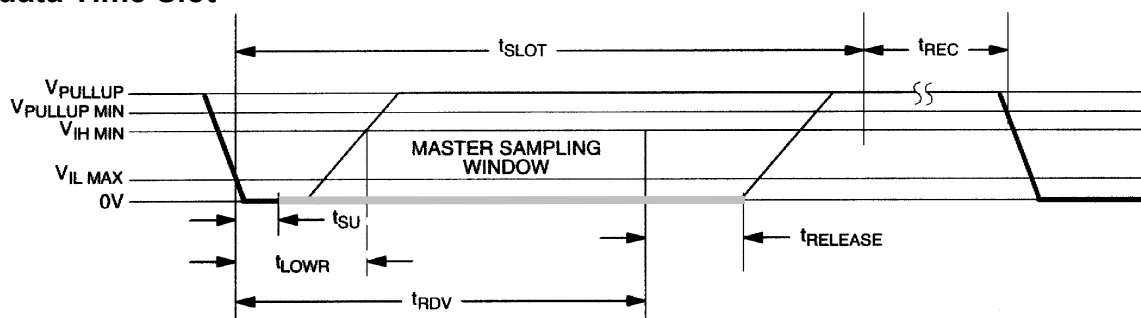 data Time Slot
tSLOT
tREC
VPULLUP
VPULLUP MIN
VIH MIN
MASTER SAMPLING
WINDOW
VIL MAX
0V
tSU
tRELEASE
tLOWR
tRDV